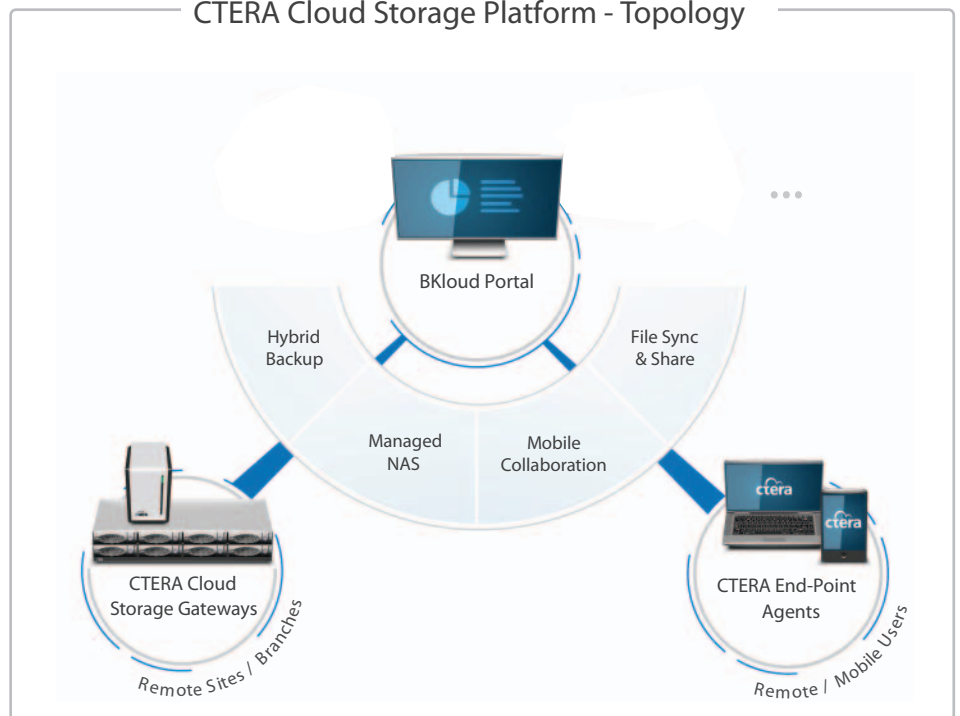 CTERA Cloud Storage Platform - Topology
BKloud Portal
Hybrid
Backup
File Sync
& Share
Managed
NAS
Mobile
Collaboration
ctera
ctera
CTERA Cloud
Storage Gateways
Remote Sites / Branches
CTERA End-Point
Agents
Remote / Mobile Users